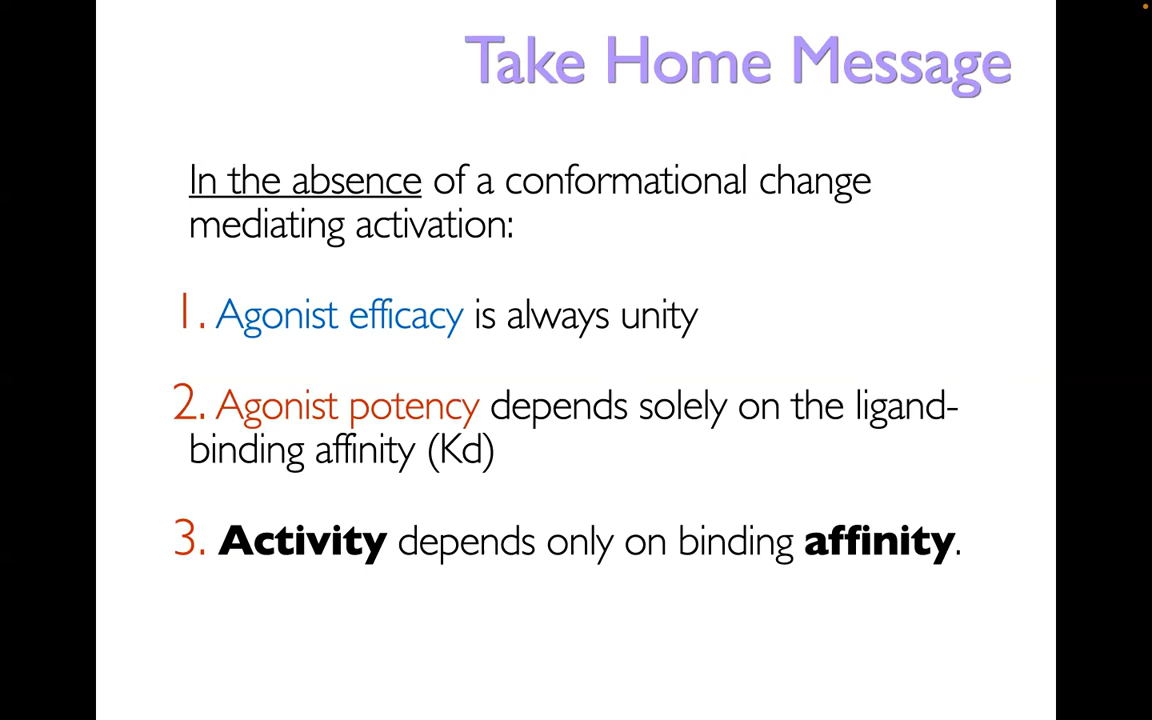 Take Home Message
In the absence of a conformational change
mediating activation:
1. Agonist efficacy is always unity
2. Agonist potency depends solely on the ligand-
binding affinity (Kd)
3. Activity depends only on binding affinity.